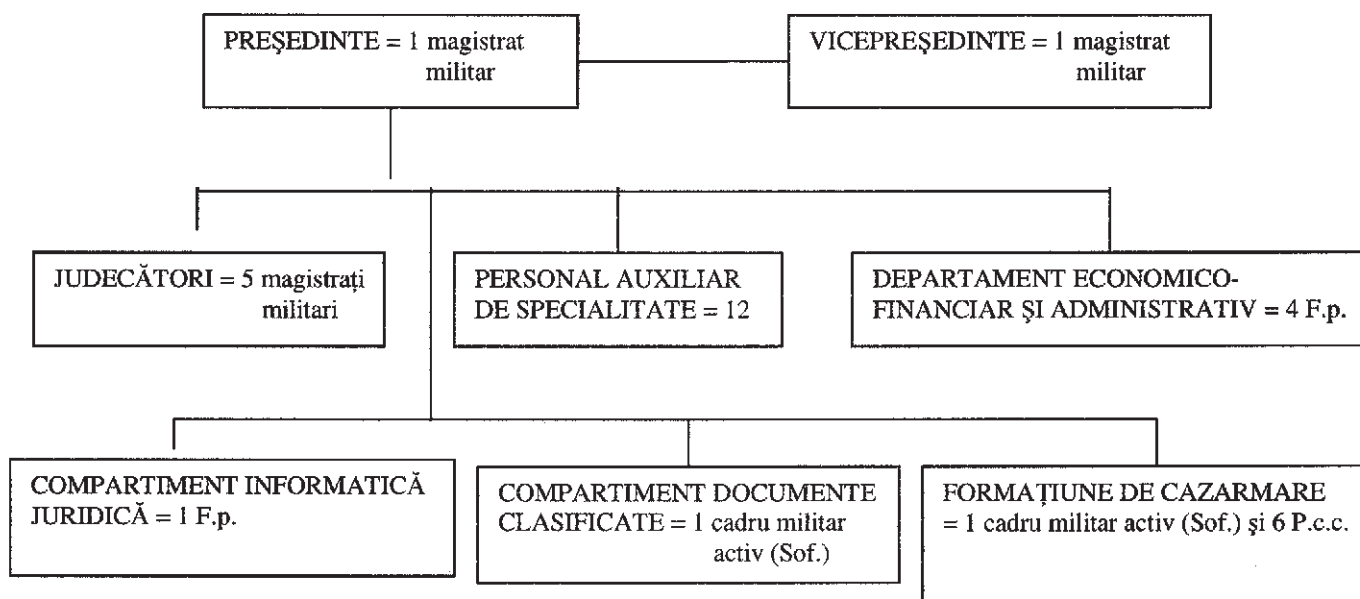 PREŞEDINTE = 1 magistrat
militar
VICEPREŞEDINTE = 1 magistrat
militar
JUDECĂTORI = 5 magistraţi
militari
PERSONAL AUXILIAR
DE SPECIALITATE = 12
DEPARTAMENT ECONOMICO-
FINANCIAR ŞI ADMINISTRATIV = 4 F.p.
COMPARTIMENT INFORMATICĂ
JURIDICĂ = 1 F.p.
COMPARTIMENT DOCUMENTE
CLASIFICATE = 1 cadru militar
activ (Sof.)
FORMAŢIUNE DE CAZARMARE
= 1 cadru militar activ (Sof.) şi 6 P.c.c.